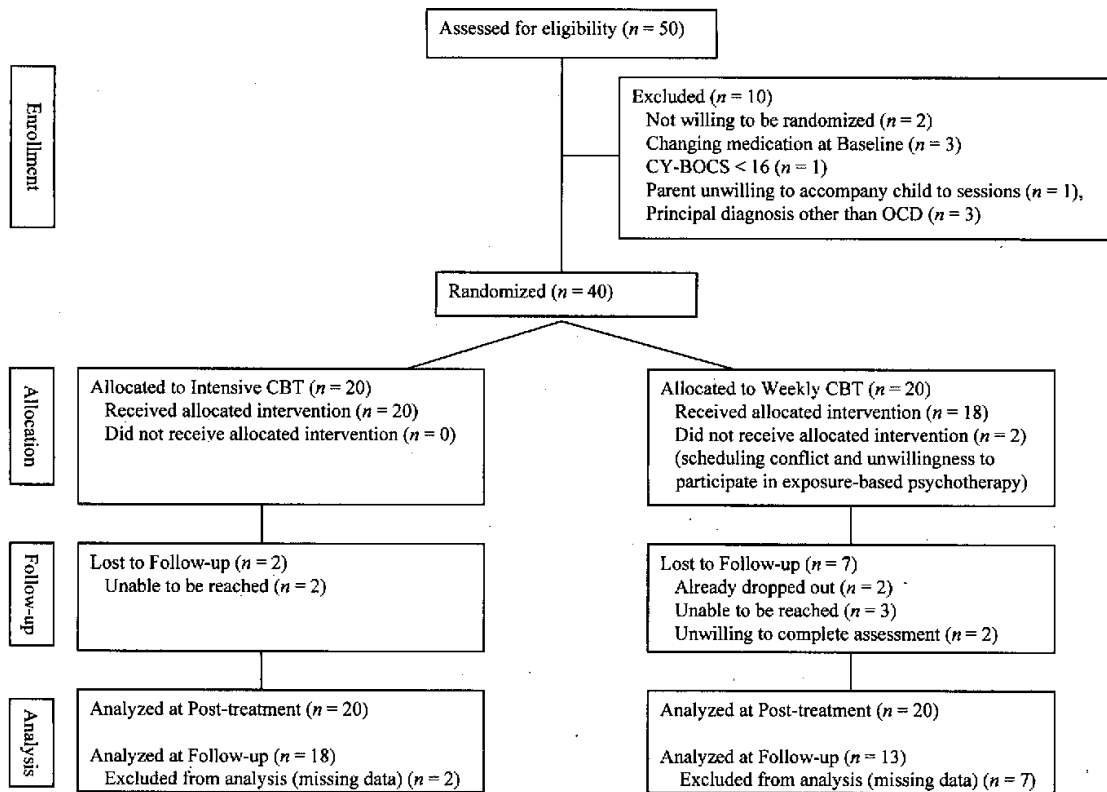 Assessed for eligibility (n = 50)
Enrollment
Excluded (n = 10)
Not willing to be randomized (n = 2)
Changing medication at Baseline (n = 3)
CY-BOCS < 16 (n = 1)
Parent unwilling to accompany child to sessions (n = 1),
Principal diagnosis other than OCD (n = 3)
Randomized (n = 40)
Allocation
Allocated to Intensive CBT (n = 20)
Received allocated intervention (n = 20)
Did not receive allocated intervention (n = 0)
Allocated to Weekly CBT (n = 20)
Received allocated intervention (n = 18)
Did not receive allocated intervention (n = 2)
(scheduling conflict and unwillingness to
participate in exposure-based psychotherapy)
Follow-up
Lost to Follow-up (n = 2)
Unable to be reached (n = 2)
Lost to Follow-up (n = 7)
Already dropped out (n = 2)
Unable to be reached (n = 3)
Unwilling to complete assessment (n = 2)
Analysis
Analyzed at Post-treatment (n = 20)
Analyzed at Follow-up (n = 18)
Excluded from analysis (missing data) (n = 2)
Analyzed at Post-treatment (n = 20)
Analyzed at Follow-up (n = 13)
Excluded from analysis (missing data) (n = 7)